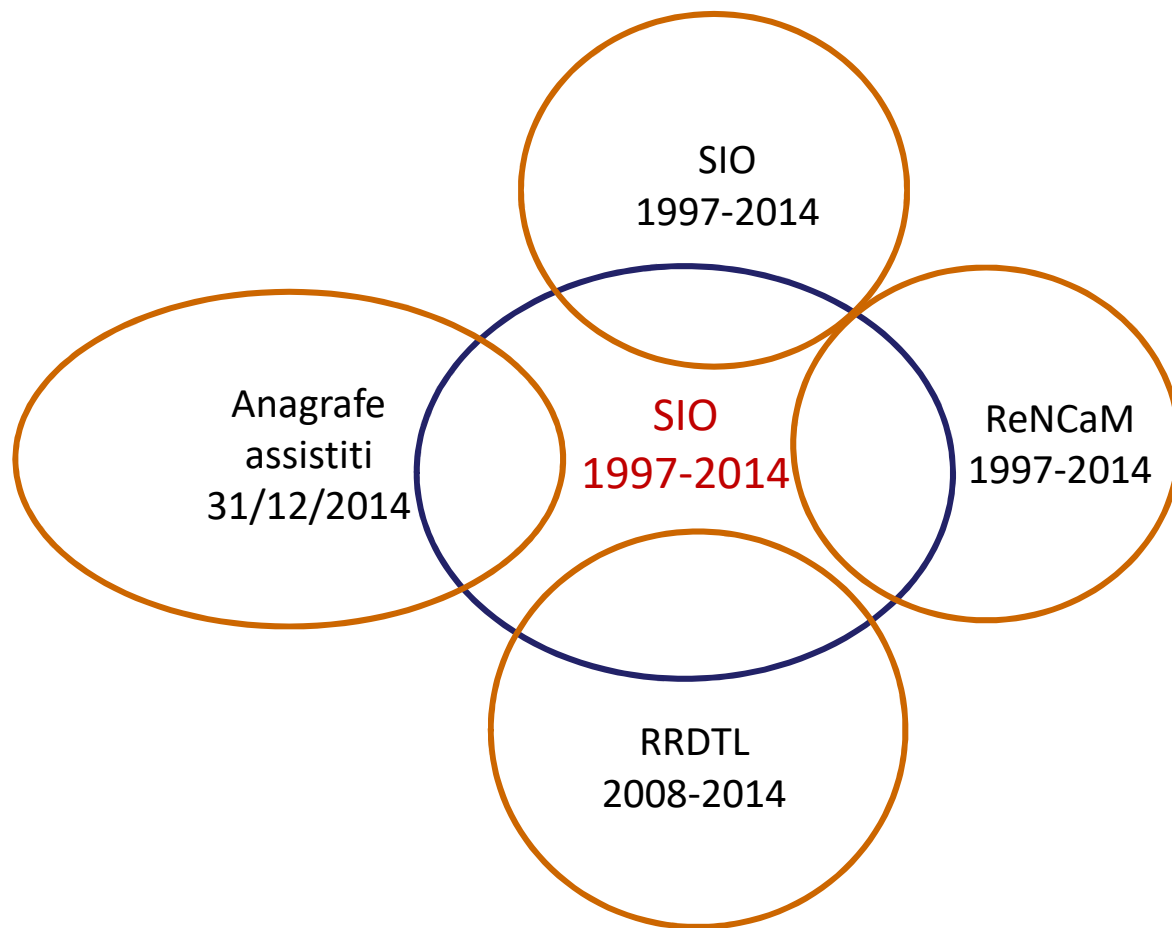 SIO
1997-2014
Anagrafe
assistiti
31/12/2014
SIO
1997-2014
ReNCaM
1997-2014
RRDTL
2008-2014